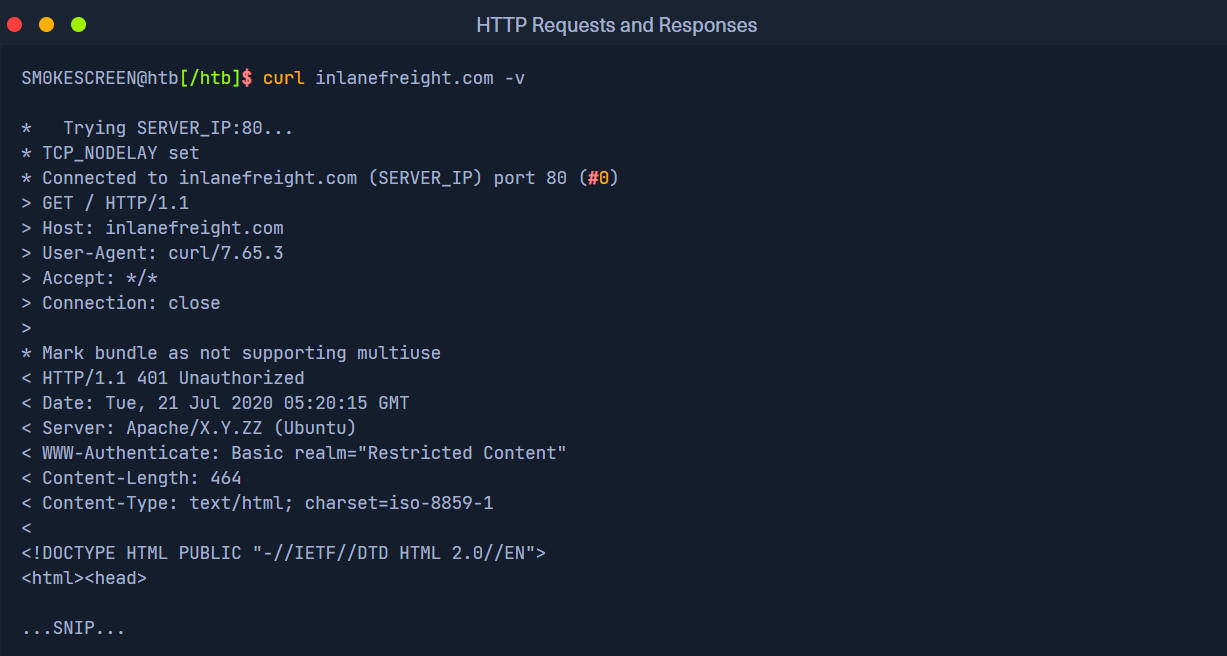 HTTP Requests and Responses
SM0KESCREEN@htb[/htb]$ curl inlanefreight.com -v
*   Trying SERVER_IP:80...
* TCP_NODELAY set
* Connected to inlanefreight.com (SERVER_IP) port 80 (#0)
> GET / HTTP/1.1
> Host: inlanefreight.com
> User-Agent: curl/7.65.3
> Accept: */*
> Connection: close
>
* Mark bundle as not supporting multiuse
< HTTP/1.1 401 Unauthorized
< Date: Tue, 21 Jul 2020 05:20:15 GMT
< Server: Apache/X.Y.ZZ (Ubuntu)
< WWW-Authenticate: Basic realm="Restricted Content"
< Content-Length: 464
< Content-Type: text/html; charset=iso-8859-1
<
<!DOCTYPE HTML PUBLIC "-//IETF//DTD HTML 2.0//EN">
<html><head>
...SNIP...